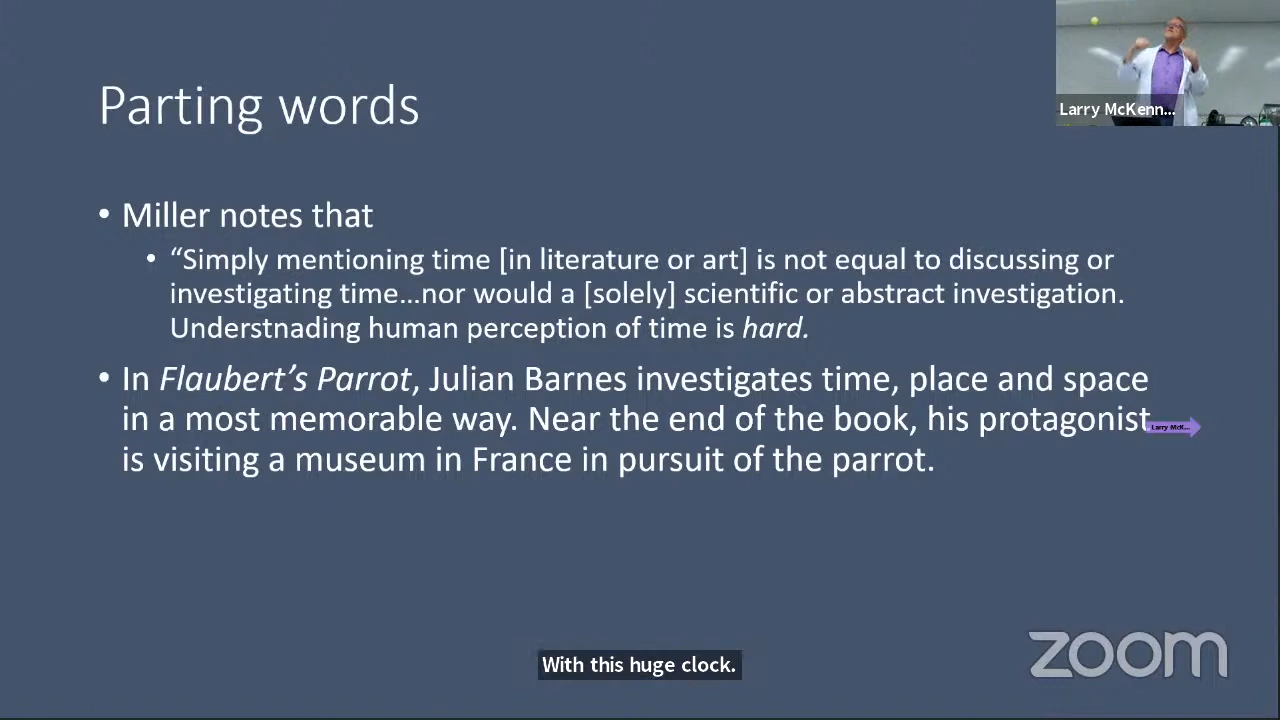 Parting words
Larry McKenn...
• Miller notes that
• “Simply mentioning time [in literature or art] is not equal to discussing or
investigating time…nor would a [solely] scientific or abstract investigation.
Understnading human perception of time is hard.
• In Flaubert’s Parrot, Julian Barnes investigates time, place and space
in a most memorable way. Near the end of the book, his protagonist
Larry McK...
is visiting a museum in France in pursuit of the parrot.
With this huge clock.
zoom